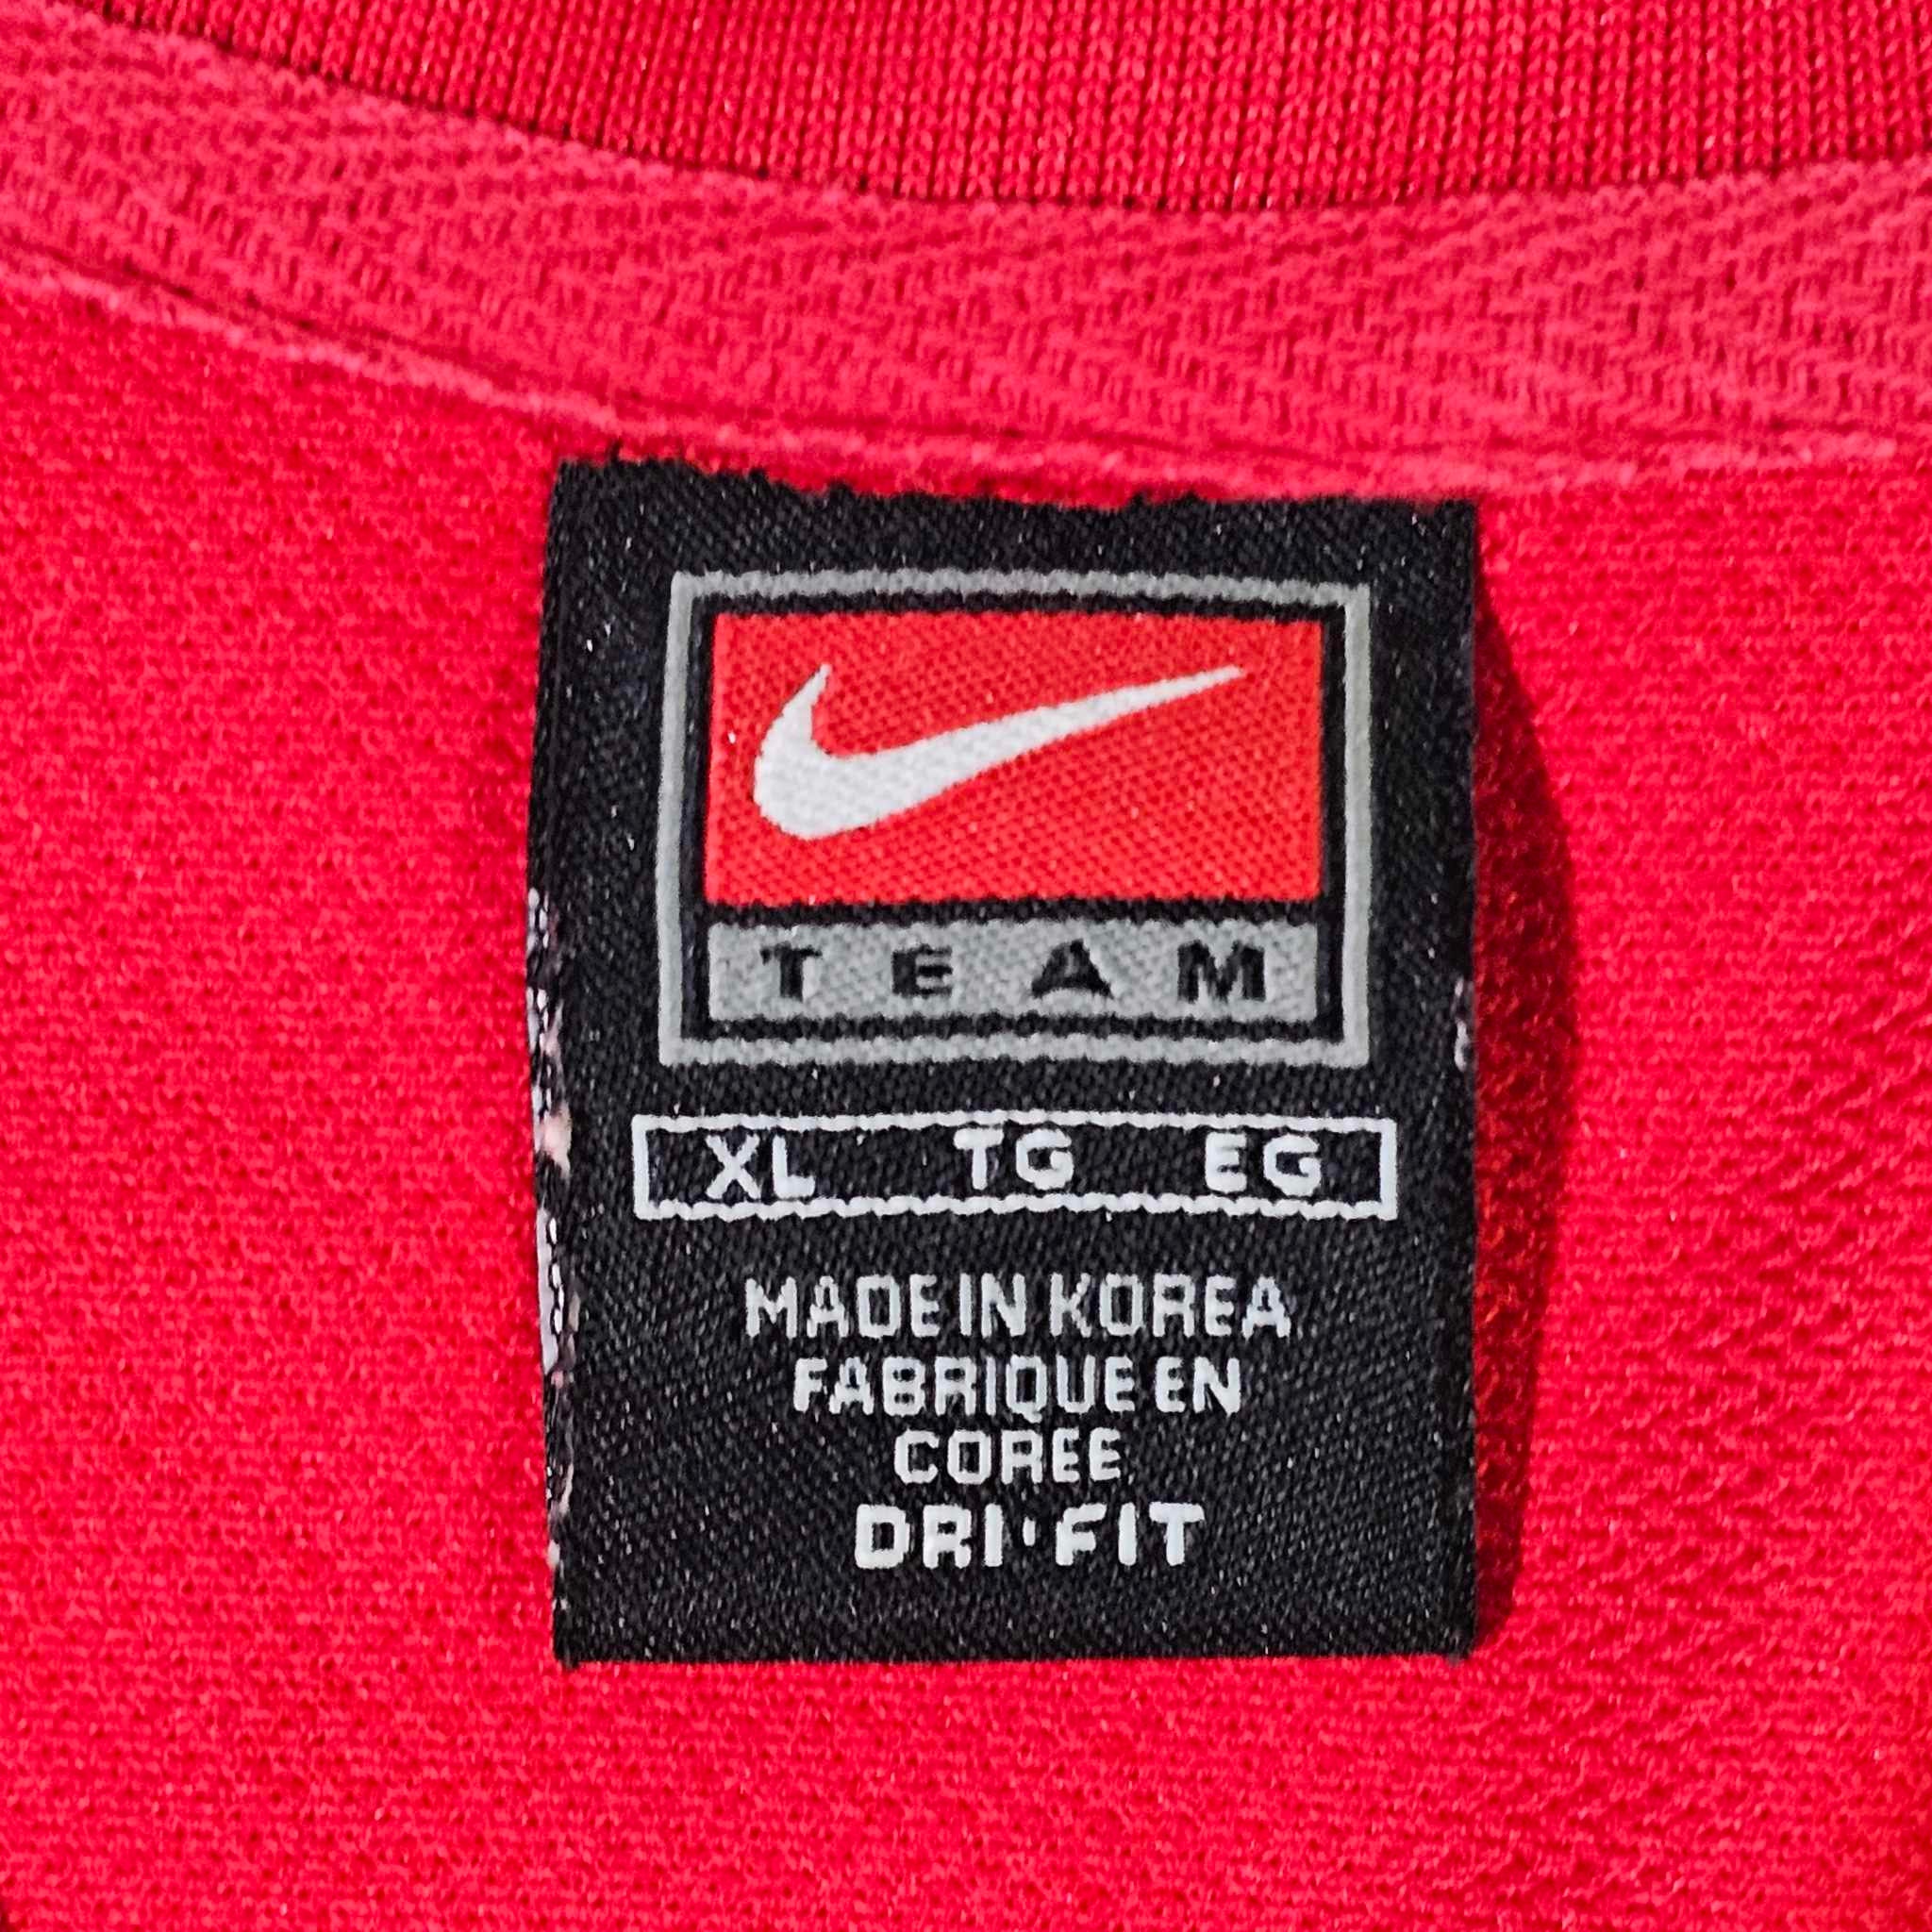 TEAM
XL TG EG
MADE IN KOREA
FABRIQUE EN
COREE
DRI·FIT